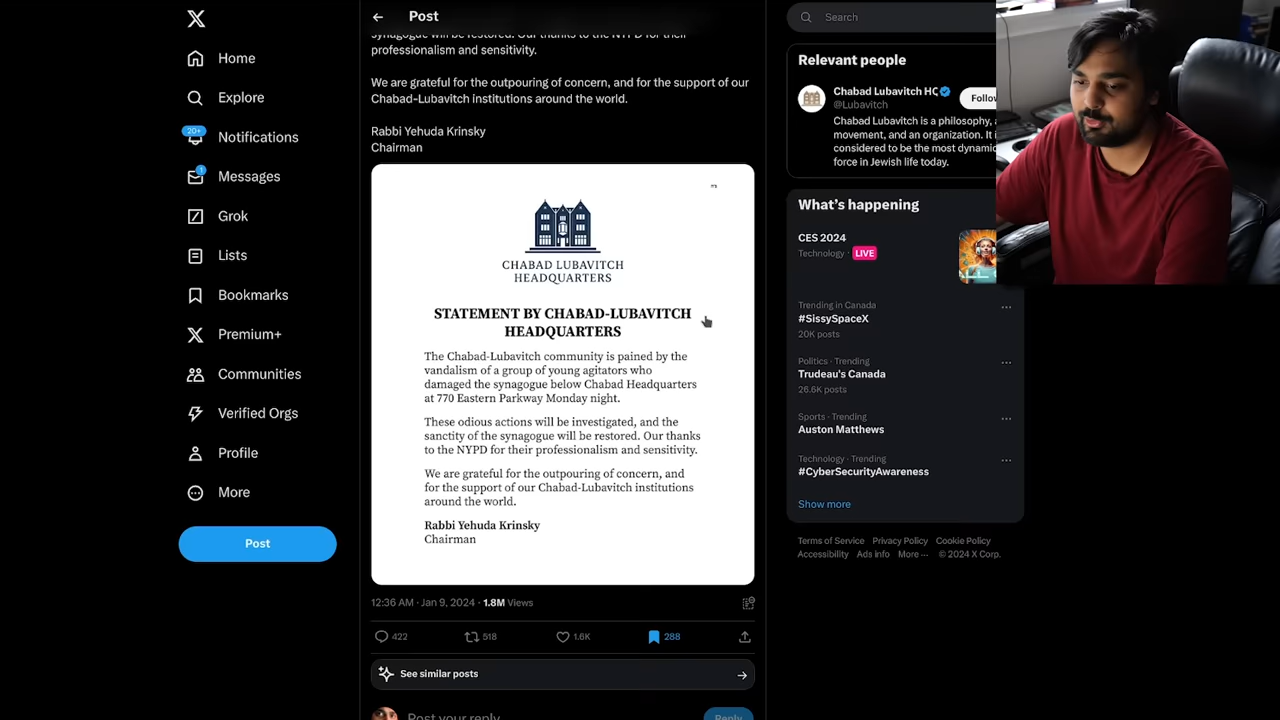 Post
synagogue will be restored. Our thanks to the NYPD for their
professionalism and sensitivity.
We are grateful for the outpouring of concern, and for the support of our
Chabad-Lubavitch institutions around the world.
Rabbi Yehuda Krinsky
Chairman
CHABAD LUBAVITCH
HEADQUARTERS
STATEMENT BY CHABAD-LUBAVITCH
HEADQUARTERS
The Chabad-Lubavitch community is pained by the
vandalism of a group of young agitators who
damaged the synagogue below Chabad Headquarters
at 770 Eastern Parkway Monday night.
These odious actions will be investigated, and the
sanctity of the synagogue will be restored. Our thanks
to the NYPD for their professionalism and sensitivity.
We are grateful for the outpouring of concern, and
for the support of our Chabad-Lubavitch institutions
around the world.
Rabbi Yehuda Krinsky
Chairman
12:36 AM · Jan 9, 2024 · 1.8M Views
422 518 1.6K 288
See similar posts
Post your reply
Reply
Home
Explore
20+
Notifications
1
Messages
Grok
Lists
Bookmarks
Premium+
Communities
Verified Orgs
Profile
More
Post
Search
Relevant people
Chabad Lubavitch HQ
@Lubavitch
Follow
Chabad Lubavitch is a philosophy, a
movement, and an organization. It i
considered to be the most dynamic
force in Jewish life today.
What's happening
CES 2024
Technology · LIVE
Trending in Canada
#SissySpaceX
20K posts
Politics · Trending
Trudeau's Canada
26.6K posts
Sports · Trending
Auston Matthews
Technology · Trending
#CyberSecurityAwareness
Show more
Terms of Service Privacy Policy Cookie Policy
Accessibility Ads info More ··· © 2024 X Corp.